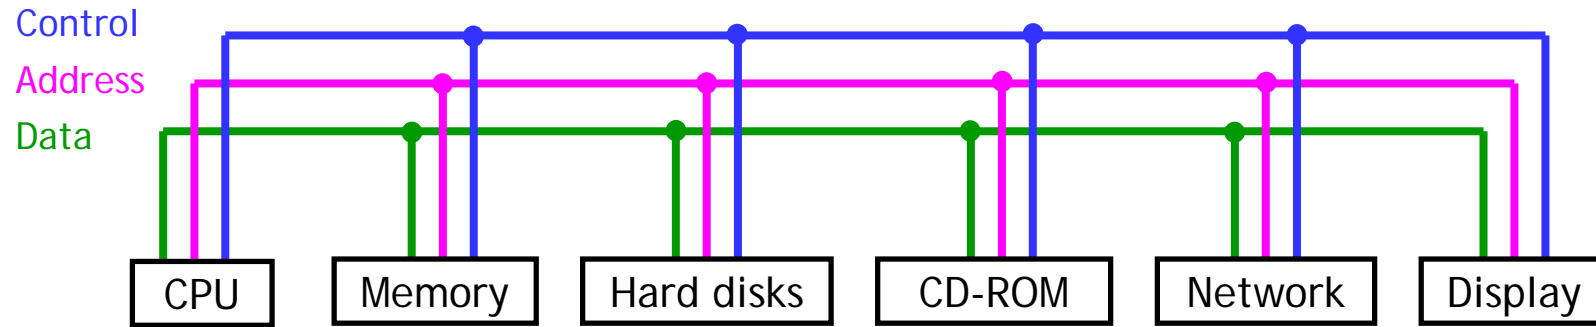 Control
Address
Data
CPU Memory Hard disks CD-ROM Network Display